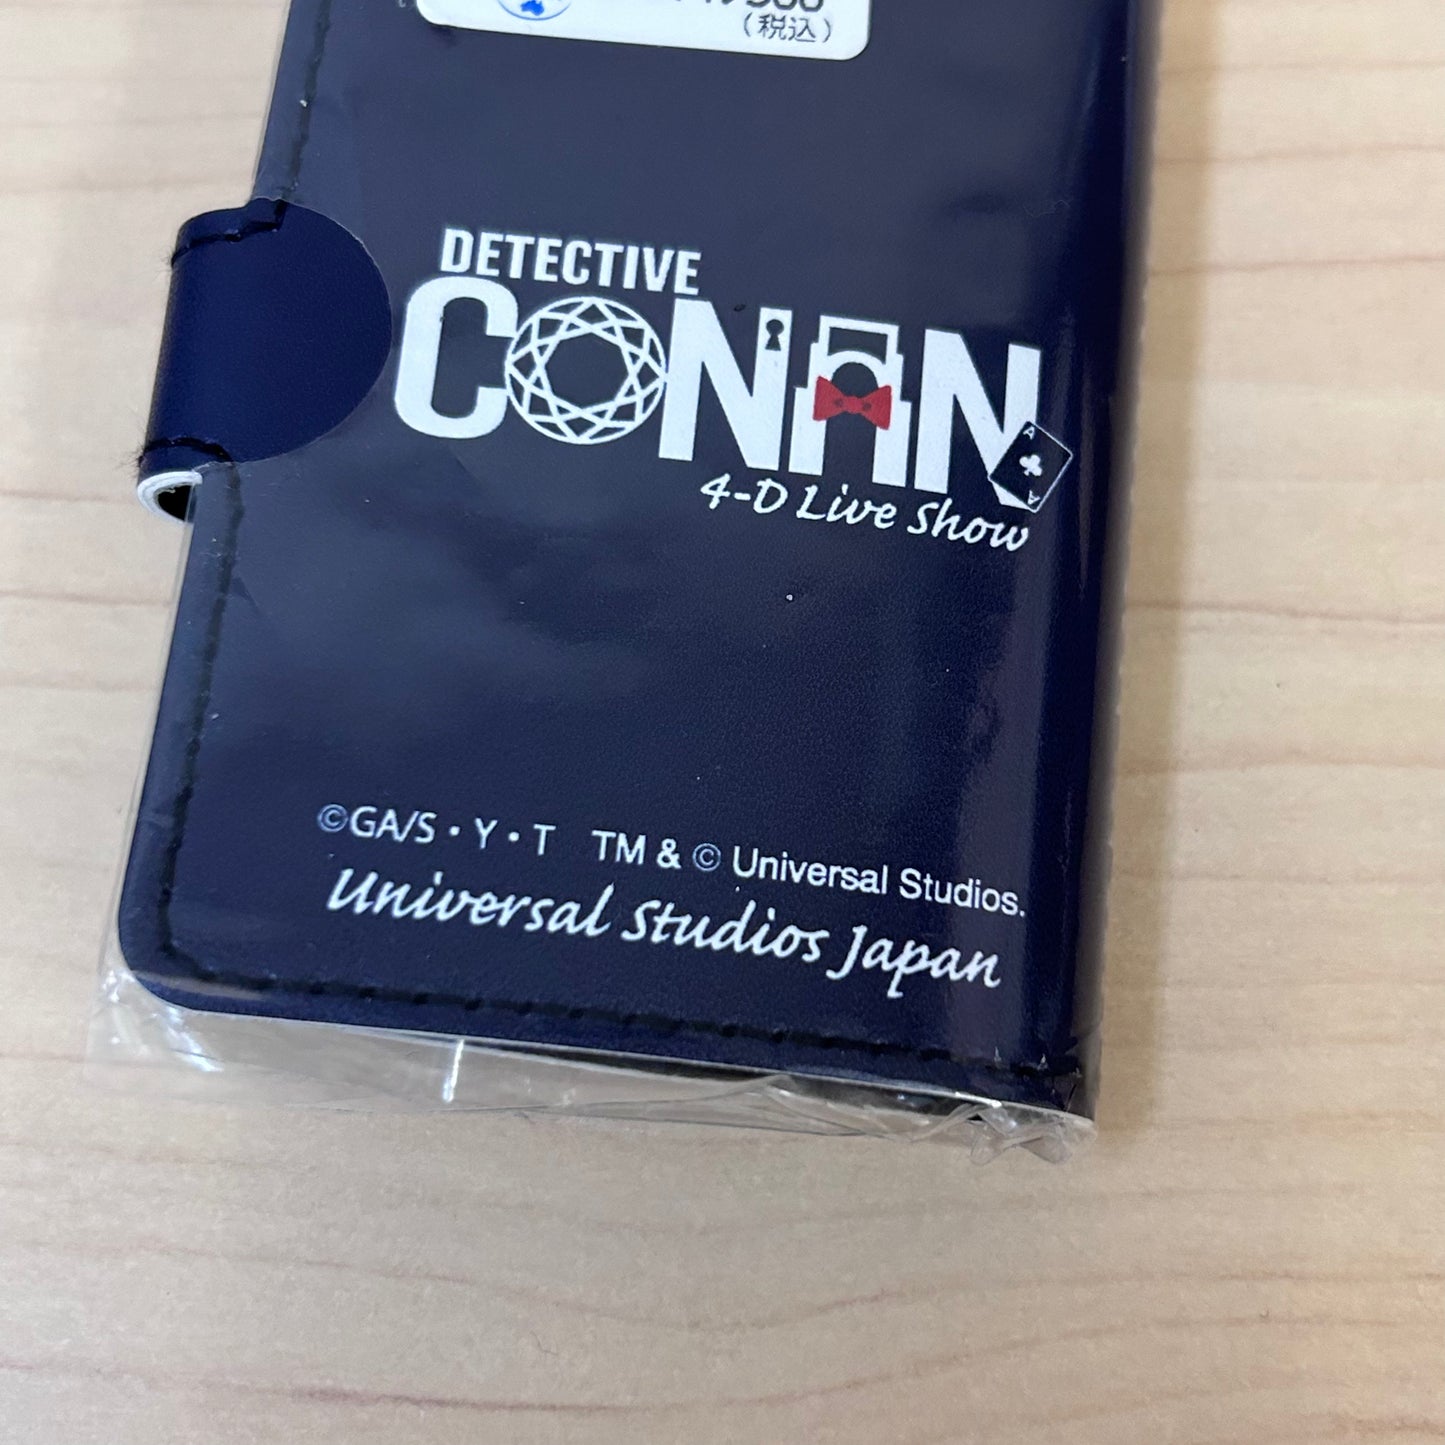 (税込)
DETECTIVE
CONAN
4-D Live Show
A
A
©GA/S・Y・T TM & © Universal Studios.
Universal Studios Japan